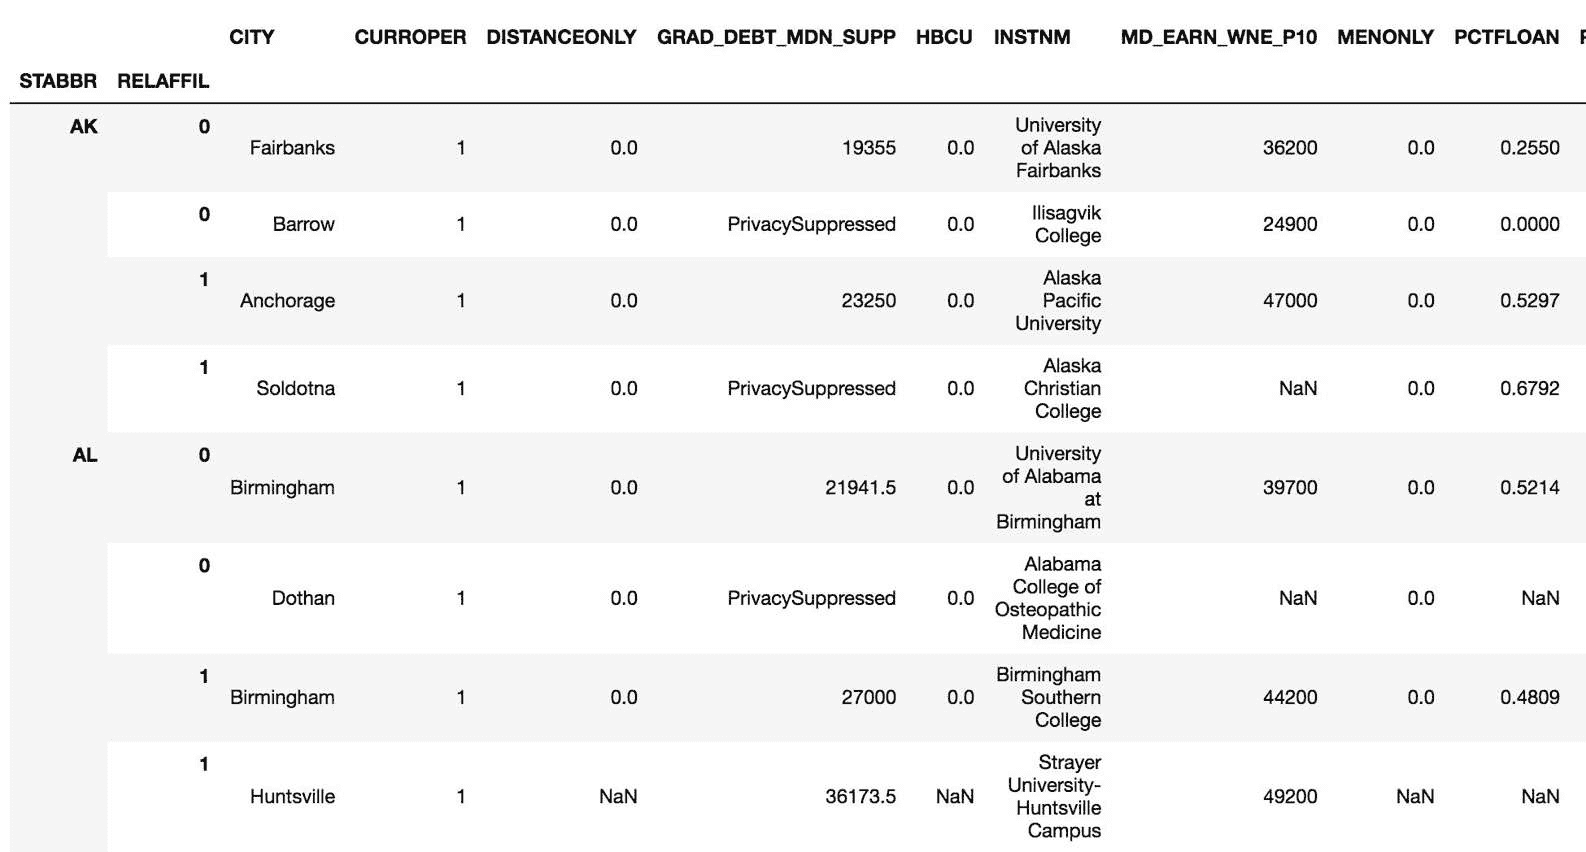 CITY CURROPER DISTANCEONLY GRAD_DEBT_MDN_SUPP HBCU INSTNM MD_EARN_WNE_P10 MENONLY PCTFLOAN
STABBR RELAFFIL
AK 0 Fairbanks 1 0.0 19355 0.0 University of Alaska Fairbanks 36200 0.0 0.2550
0 Barrow 1 0.0 PrivacySuppressed 0.0 Ilisagvik College 24900 0.0 0.0000
1 Anchorage 1 0.0 23250 0.0 Alaska Pacific University 47000 0.0 0.5297
1 Soldotna 1 0.0 PrivacySuppressed 0.0 Alaska Christian College NaN 0.0 0.6792
AL 0 Birmingham 1 0.0 21941.5 0.0 University of Alabama at Birmingham 39700 0.0 0.5214
0 Dothan 1 0.0 PrivacySuppressed 0.0 Alabama College of Osteopathic Medicine NaN 0.0 NaN
1 Birmingham 1 0.0 27000 0.0 Birmingham Southern College 44200 0.0 0.4809
1 Huntsville 1 NaN 36173.5 NaN Strayer University-Huntsville Campus 49200 NaN NaN